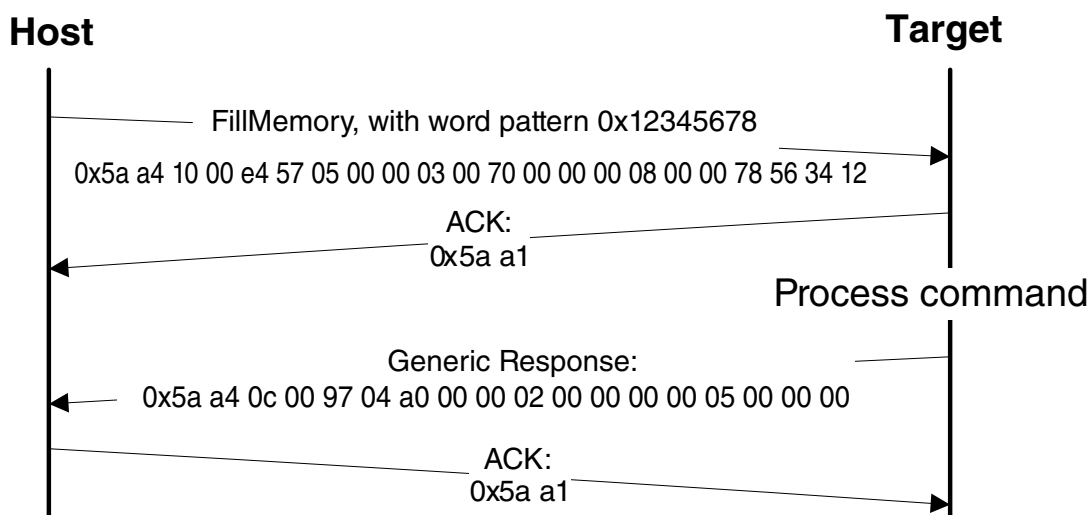 Host
Target
FillMemory, with word pattern 0x12345678
0x5a a4 10 00 e4 57 05 00 00 03 00 70 00 00 00 08 00 00 78 56 34 12
ACK:
0x5a a1
Process command
Generic Response:
0x5a a4 0c 00 97 04 a0 00 00 02 00 00 00 00 05 00 00 00
ACK:
0x5a a1